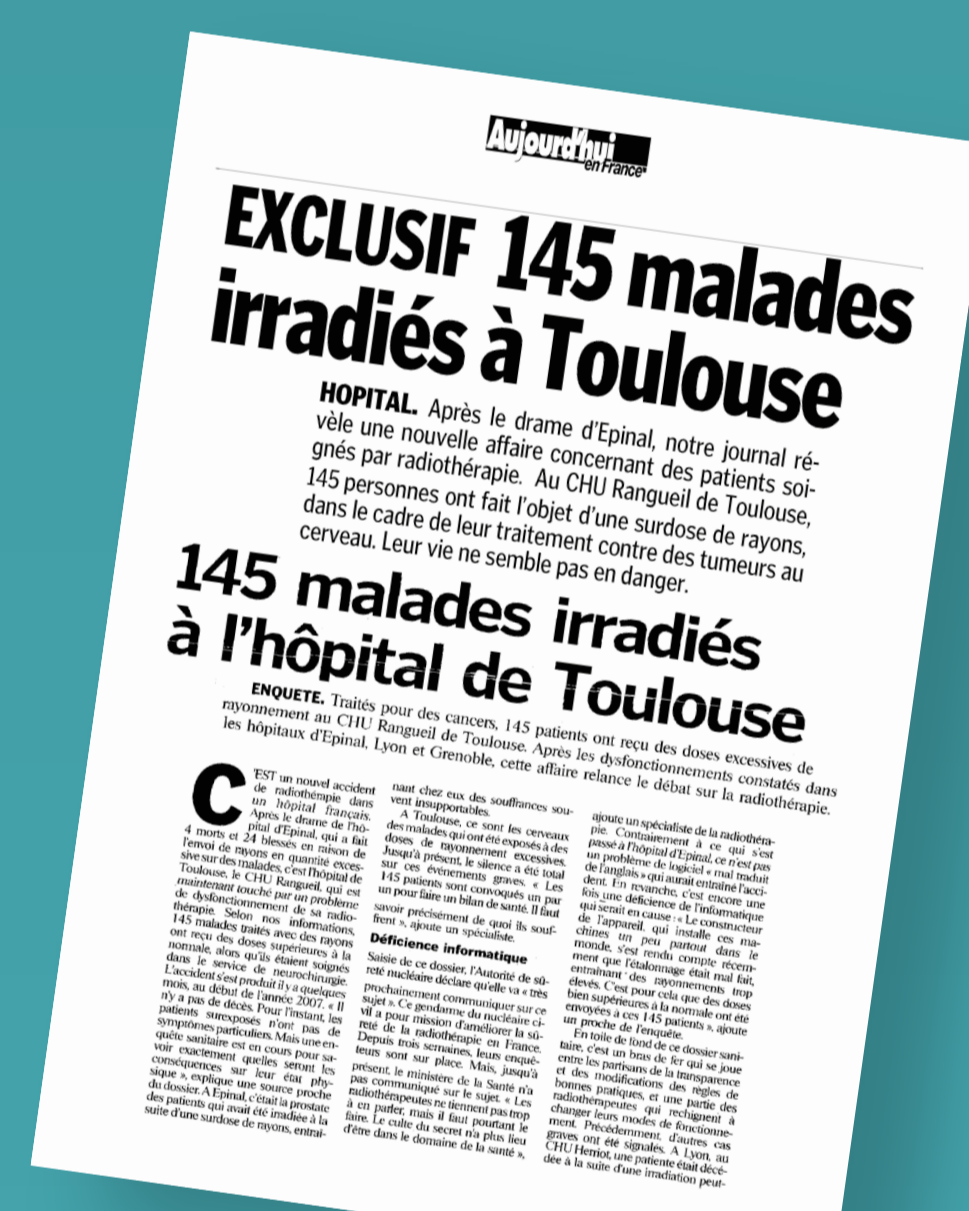 Aujourd'hui
en France
EXCLUSIF 145 malades
irradiés à Toulouse
HOPITAL. Après le drame d'Epinal, notre journal ré-
vèle une nouvelle affaire concernant des patients soi-
gnés par radiothérapie. Au CHU Rangueil de Toulouse,
145 personnes ont fait l'objet d'une surdose de rayons,
dans le cadre de leur traitement contre des tumeurs au
cerveau. Leur vie ne semble pas en danger.
145 malades irradiés
à l'hôpital de Toulouse
ENQUETE. Traités pour des cancers, 145 patients ont reçu des doses excessives de
rayonnement au CHU Rangueil de Toulouse. Après les dysfonctionnements constatés dans
les hôpitaux d'Epinal, Lyon et Grenoble, cette affaire relance le débat sur la radiothérapie.
C'EST un nouvel accident
de radiothérapie dans
un hôpital français.
Après le drame de l'hô-
pital d'Epinal, qui a fait
4 morts et 24 blessés en raison de
l'envoi de rayons en quantité exces-
sive sur des malades, c'est l'hôpital de
Toulouse, le CHU Rangueil, qui est
maintenant touché par un problème
de dysfonctionnement de sa radio-
thérapie. Selon nos informations,
145 malades traités avec des rayons
ont reçu des doses supérieures à la
normale, alors qu'ils étaient soignés
dans le service de neurochirurgie.
L'accident s'est produit il y a quelques
mois, au début de l'année 2007. « Il
n'y a pas de décès. Pour l'instant, les
patients surexposés n'ont pas de
symptômes particuliers. Mais une en-
quête sanitaire est en cours pour sa-
voir exactement quelles seront les
conséquences sur leur état phy-
sique », explique une source proche
du dossier. A Epinal, c'était la prostate
des patients qui avait été irradiée à la
suite d'une surdose de rayons, entraî-
nant chez eux des souffrances sou-
vent insupportables.
A Toulouse, ce sont les cerveaux
des malades qui ont été exposés à des
doses de rayonnement excessives.
Jusqu'à présent, le silence a été total
sur ces événements graves. « Les
145 patients sont convoqués un par
un pour faire un bilan de santé. Il faut
savoir précisément de quoi ils souf-
frent », ajoute un spécialiste.
Déficience informatique
Saisie de ce dossier, l'Autorité de sû-
reté nucléaire déclare qu'elle va « très
prochainement communiquer sur ce
sujet ». Ce gendarme du nucléaire ci-
vil a pour mission d'améliorer la sû-
reté de la radiothérapie en France.
Depuis trois semaines, leurs enquê-
teurs sont sur place. Mais, jusqu'à
présent, le ministère de la Santé n'a
pas communiqué sur le sujet. « Les
radiothérapeutes ne tiennent pas trop
à en parler, mais il faut pourtant le
faire. Le culte du secret n'a plus lieu
d'être dans le domaine de la santé »,
ajoute un spécialiste de la radiothéra-
pie. Contrairement à ce qui s'est
passé à l'hôpital d'Epinal, ce n'est pas
un problème de logiciel « mal traduit
de l'anglais » qui aurait entraîné l'acci-
dent. En revanche, c'est encore une
fois une déficience de l'informatique
qui serait en cause : « Le constructeur
de l'appareil, qui installe ces ma-
chines un peu partout dans le
monde, s'est rendu compte récem-
ment que l'étalonnage était mal fait,
entraînant des rayonnements trop
élevés. C'est pour cela que des doses
bien supérieures à la normale ont été
envoyées à ces 145 patients », ajoute
un proche de l'enquête.
En toile de fond de ce dossier sani-
taire, c'est un bras de fer qui se joue
entre les partisans de la transparence
et des modifications des règles de
bonnes pratiques, et une partie des
radiothérapeutes qui rechignent à
changer leurs modes de fonctionne-
ment. Précédemment, d'autres cas
graves ont été signalés. A Lyon, au
CHU Herriot, une patiente était décé-
dée à la suite d'une irradiation peut-